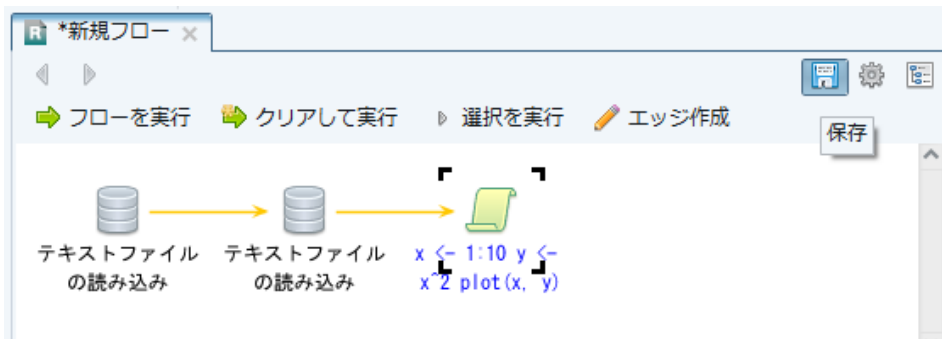 R *新規フロー ×
フローを実行 クリアして実行 選択を実行 エッジ作成
保存
テキストファイル
の読み込み
テキストファイル
の読み込み
x <- 1:10 y <-
x^2 plot(x, y)